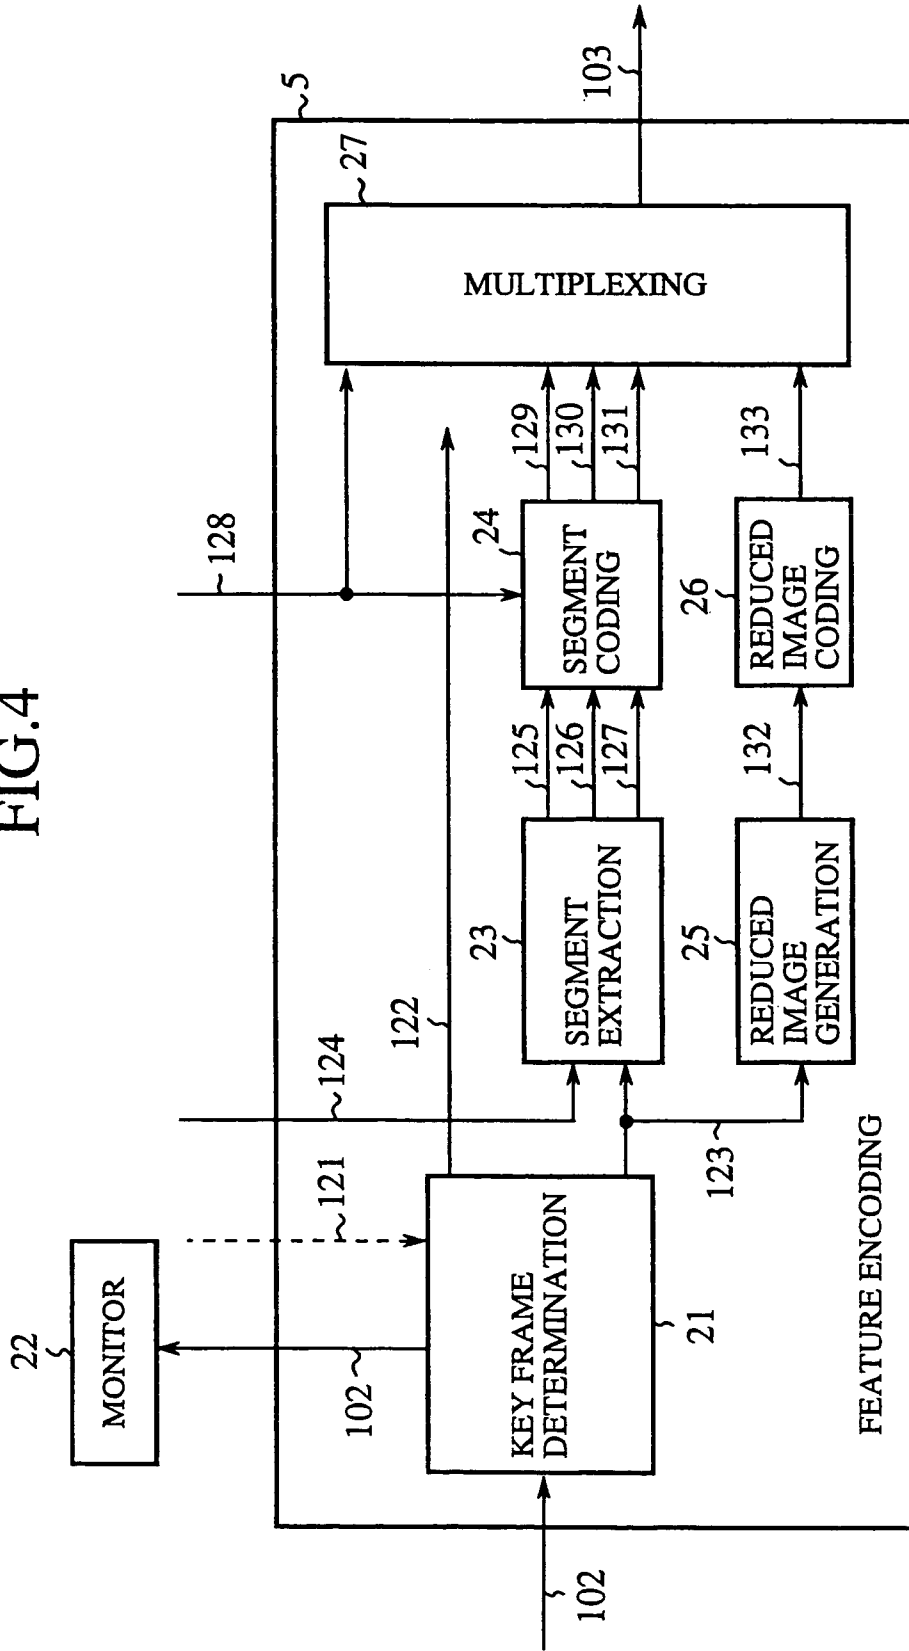 FIG.4
22
MONITOR
102
121
124
128
5
122
27
102
KEY FRAME
DETERMINATION
21
23
SEGMENT
EXTRACTION
125
126
127
24
SEGMENT
CODING
129
130
131
MULTIPLEXING
103
123
25
REDUCED
IMAGE
GENERATION
132
26
REDUCED
IMAGE
CODING
133
FEATURE ENCODING